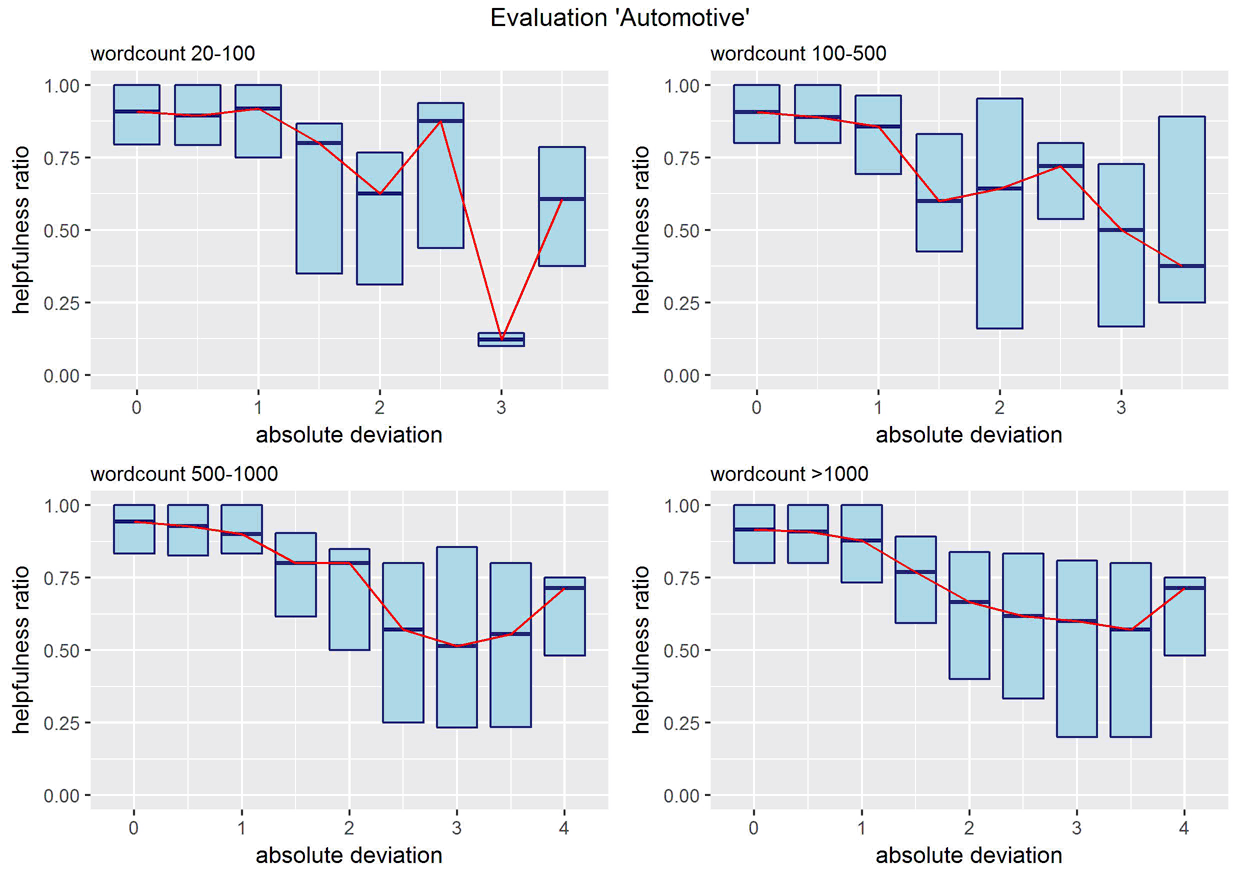 Evaluation 'Automotive'
wordcount 20-100
helpfulness ratio
1.00
0.75
0.50
0.25
0.00
0 1 2 3
absolute deviation
wordcount 100-500
helpfulness ratio
1.00
0.75
0.50
0.25
0.00
0 1 2 3
absolute deviation
wordcount 500-1000
helpfulness ratio
1.00
0.75
0.50
0.25
0.00
0 1 2 3 4
absolute deviation
wordcount >1000
helpfulness ratio
1.00
0.75
0.50
0.25
0.00
0 1 2 3 4
absolute deviation